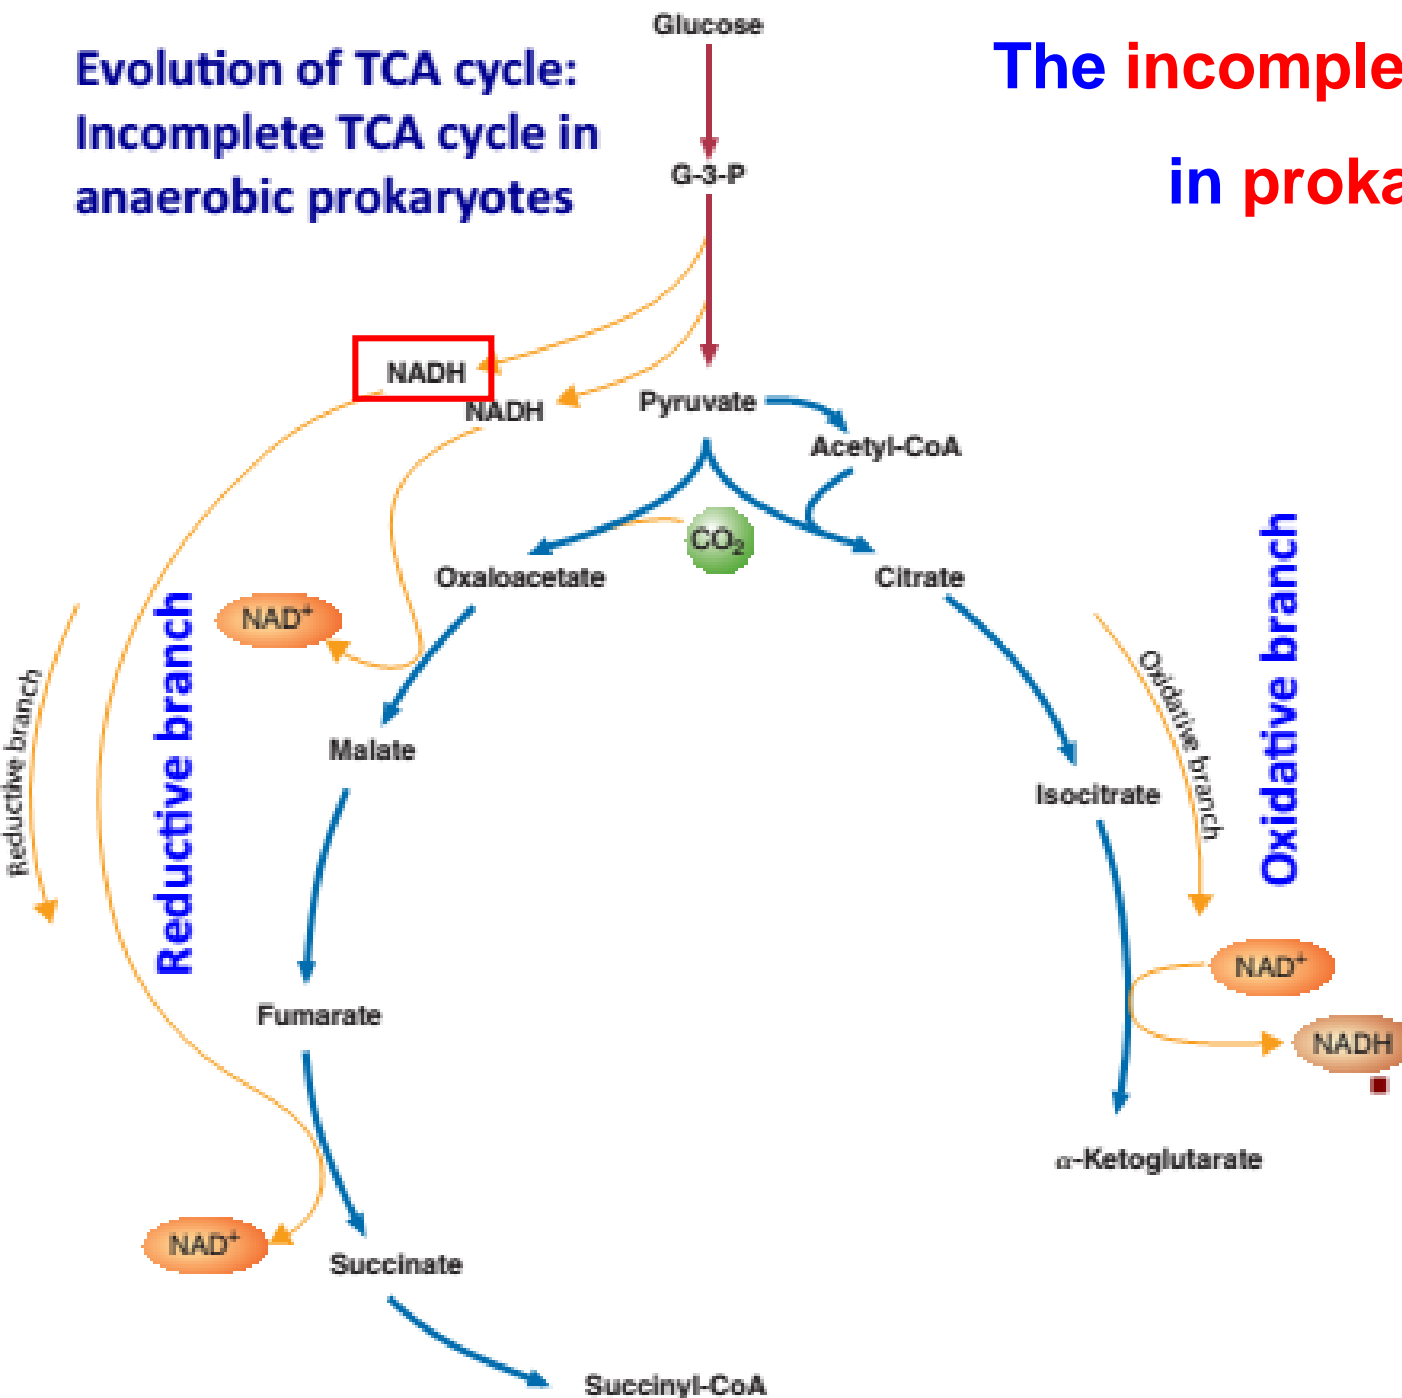 Glucose
Evolution of TCA cycle:
Incomplete TCA cycle in
anaerobic prokaryotes
The incomple
in proka
G-3-P
NADH
NADH
Pyruvate
Acetyl-CoA
CO₂
Oxaloacetate
Citrate
NAD⁺
Reductive branch
Reductive branch
Oxidative branch
Oxidative branch
Malate
Isocitrate
NAD⁺
Fumarate
NADH
α-Ketoglutarate
NAD⁺
Succinate
Succinyl-CoA